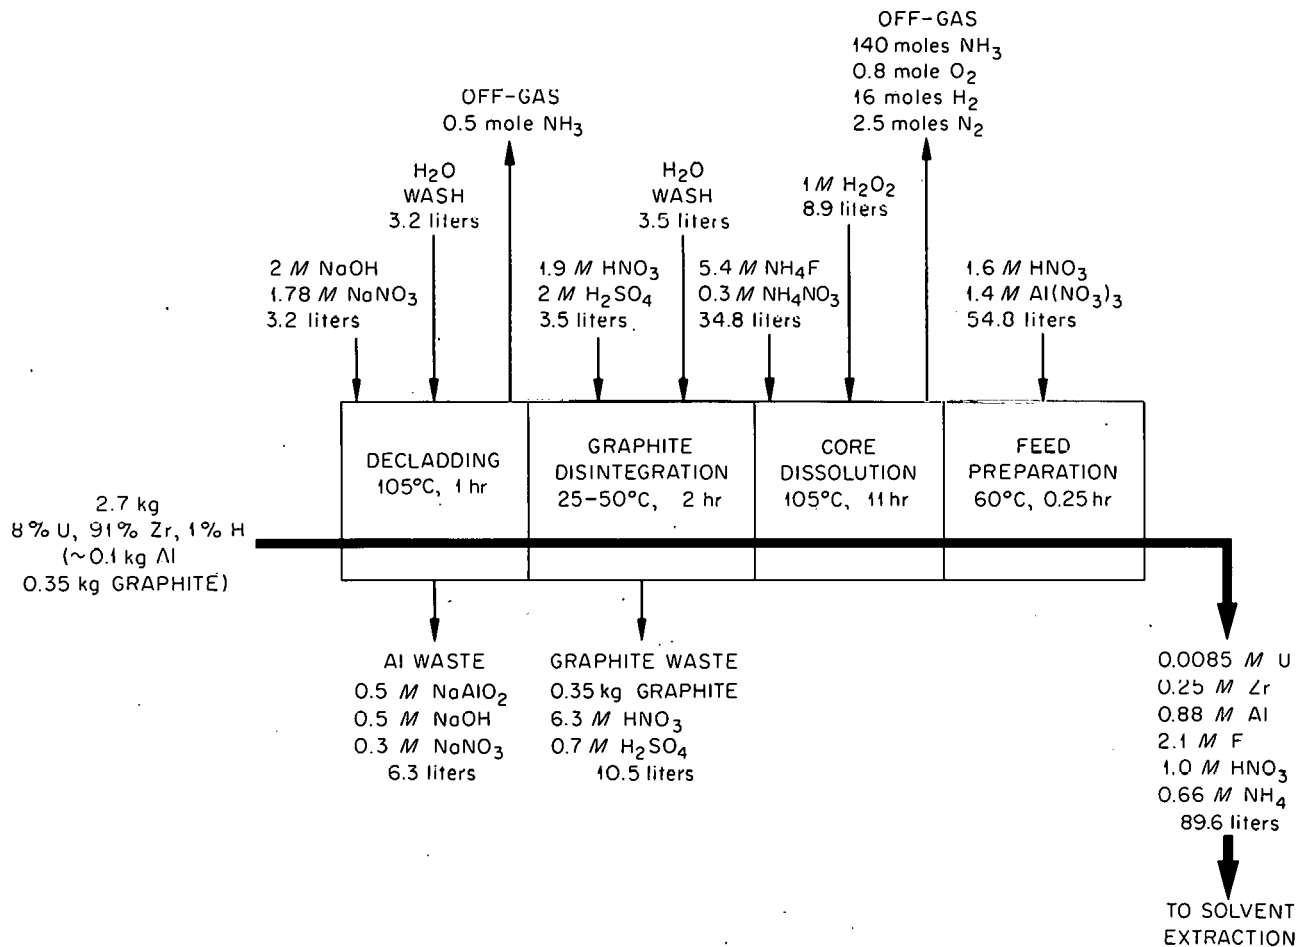 OFF-GAS
140 moles NH3
0.8 mole O2
16 moles H2
2.5 moles N2
OFF-GAS
0.5 mole NH3
H2O
WASH
3.2 liters
H2O
WASH
3.5 liters
1 M H2O2
8.9 liters
2 M NaOH
1.78 M NaNO3
3.2 liters
1.9 M HNO3
2 M H2SO4
3.5 liters
5.4 M NH4F
0.3 M NH4NO3
34.8 liters
1.6 M HNO3
1.4 M Al(NO3)3
54.8 liters
DECLADDING
105°C, 1 hr
GRAPHITE
DISINTEGRATION
25-50°C, 2 hr
CORE
DISSOLUTION
105°C, 11 hr
FEED
PREPARATION
60°C, 0.25 hr
2.7 kg
8% U, 91% Zr, 1% H
(~0.1 kg Al
0.35 kg GRAPHITE)
Al WASTE
0.5 M NaAlO2
0.5 M NaOH
0.3 M NaNO3
6.3 liters
GRAPHITE WASTE
0.35 kg GRAPHITE
6.3 M HNO3
0.7 M H2SO4
10.5 liters
0.0085 M U
0.25 M Zr
0.88 M Al
2.1 M F
1.0 M HNO3
0.66 M NH4
89.6 liters
TO SOLVENT
EXTRACTION